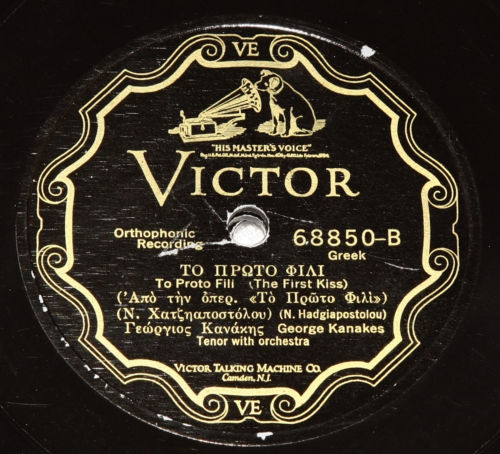 VE
"HIS MASTER'S VOICE"
VICTOR
Orthophonic
Recording
68850-B
Greek
ΤΟ ΠΡΩΤΟ ΦΙΛΙ
To Proto Fili (The First Kiss)
(Ἀπὸ τὴν ὀπερ. «Τὸ Πρῶτο Φιλὶ»)
(Ν. Χατζηαποστόλου) (N. Hadgiapostolou)
Γεώργιος Κανάκης George Kanakes
Tenor with orchestra
VICTOR TALKING MACHINE CO.
Camden, N.J.
VE